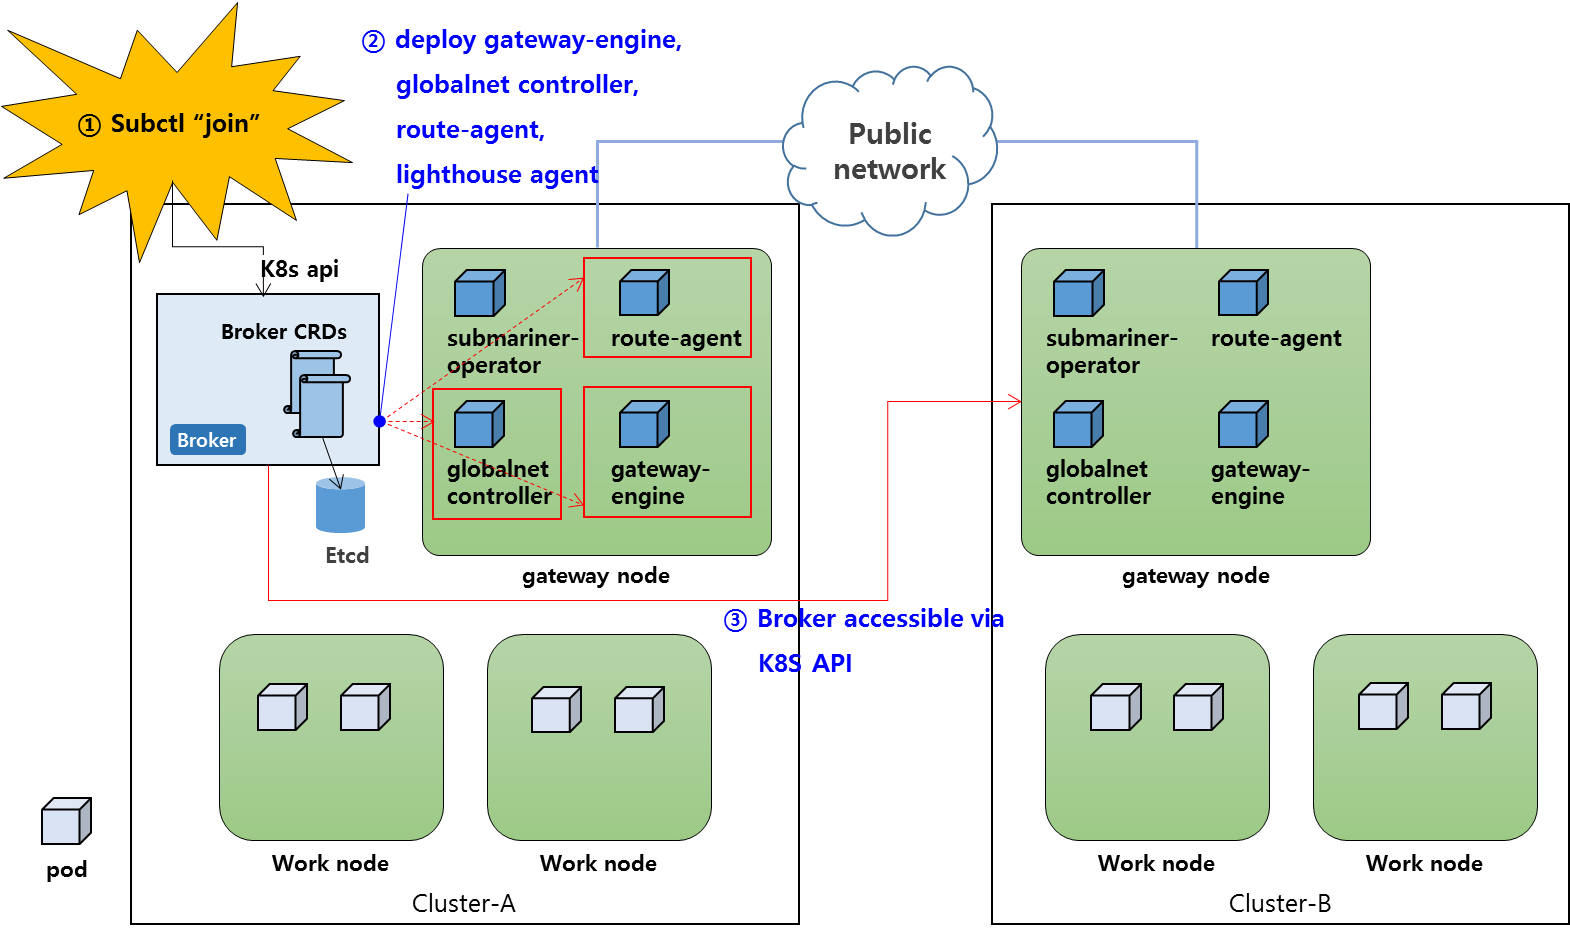 ① Subctl “join”
② deploy gateway-engine,
globalnet controller,
route-agent,
lighthouse agent
Public
network
K8s api
Broker CRDs
Broker
Etcd
submariner-
operator
route-agent
globalnet
controller
gateway-
engine
gateway node
submariner-
operator
route-agent
globalnet
controller
gateway-
engine
gateway node
③ Broker accessible via
K8S API
Work node
Work node
Work node
Work node
pod
Cluster-A
Cluster-B